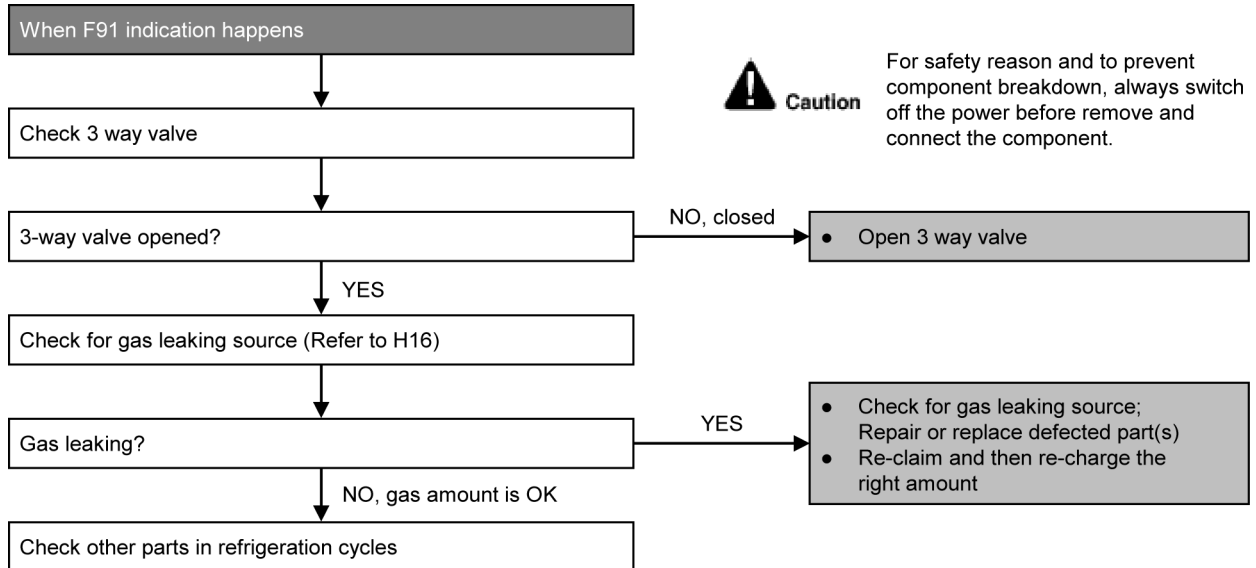 When F91 indication happens
Caution
For safety reason and to prevent
component breakdown, always switch
off the power before remove and
connect the component.
Check 3 way valve
3-way valve opened?
NO, closed
● Open 3 way valve
YES
Check for gas leaking source (Refer to H16)
Gas leaking?
YES
● Check for gas leaking source;
Repair or replace defected part(s)
● Re-claim and then re-charge the
right amount
NO, gas amount is OK
Check other parts in refrigeration cycles